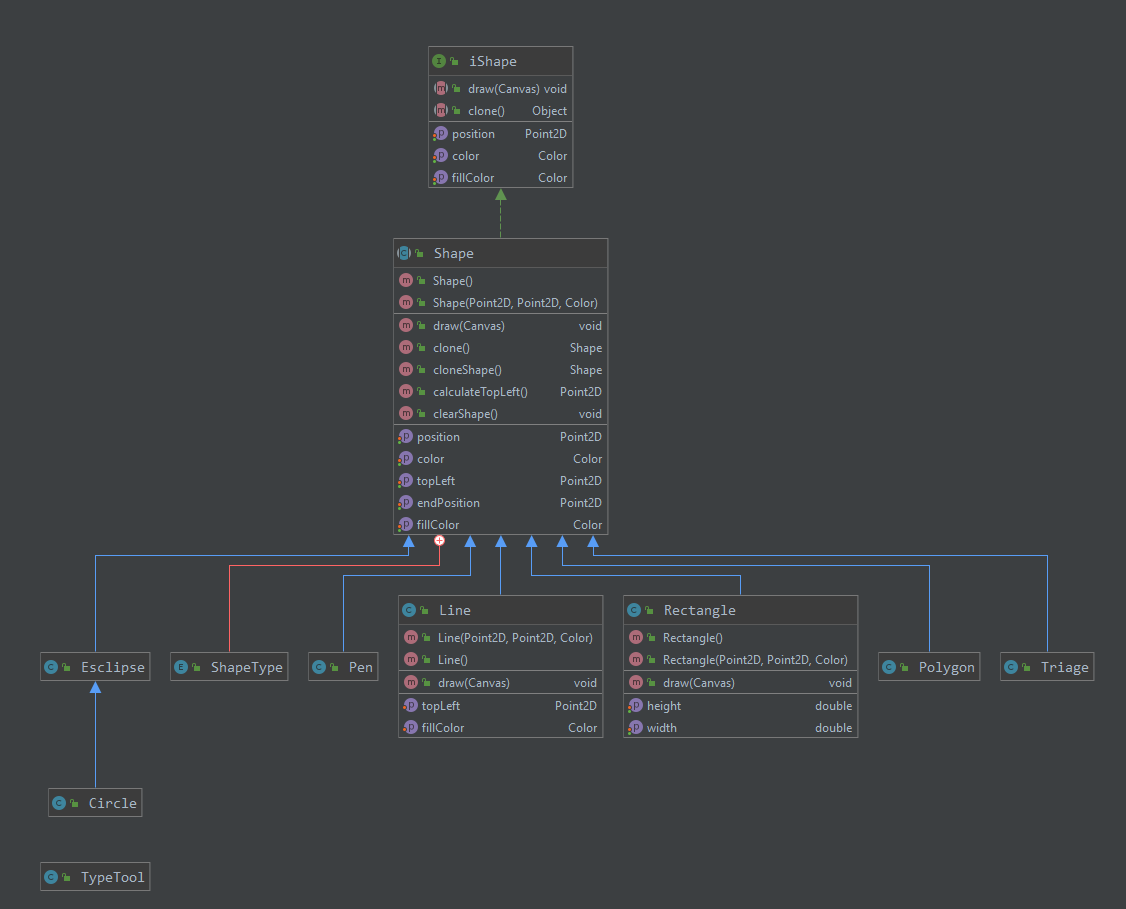 iShape
draw(Canvas) void
clone() Object
position Point2D
color Color
fillColor Color
Shape
Shape()
Shape(Point2D, Point2D, Color)
draw(Canvas) void
clone() Shape
cloneShape() Shape
calculateTopLeft() Point2D
clearShape() void
position Point2D
color Color
topLeft Point2D
endPosition Point2D
fillColor Color
Esclipse
ShapeType
Pen
Line
Line(Point2D, Point2D, Color)
Line()
draw(Canvas) void
topLeft Point2D
fillColor Color
Rectangle
Rectangle()
Rectangle(Point2D, Point2D, Color)
draw(Canvas) void
height double
width double
Polygon
Triage
Circle
TypeTool